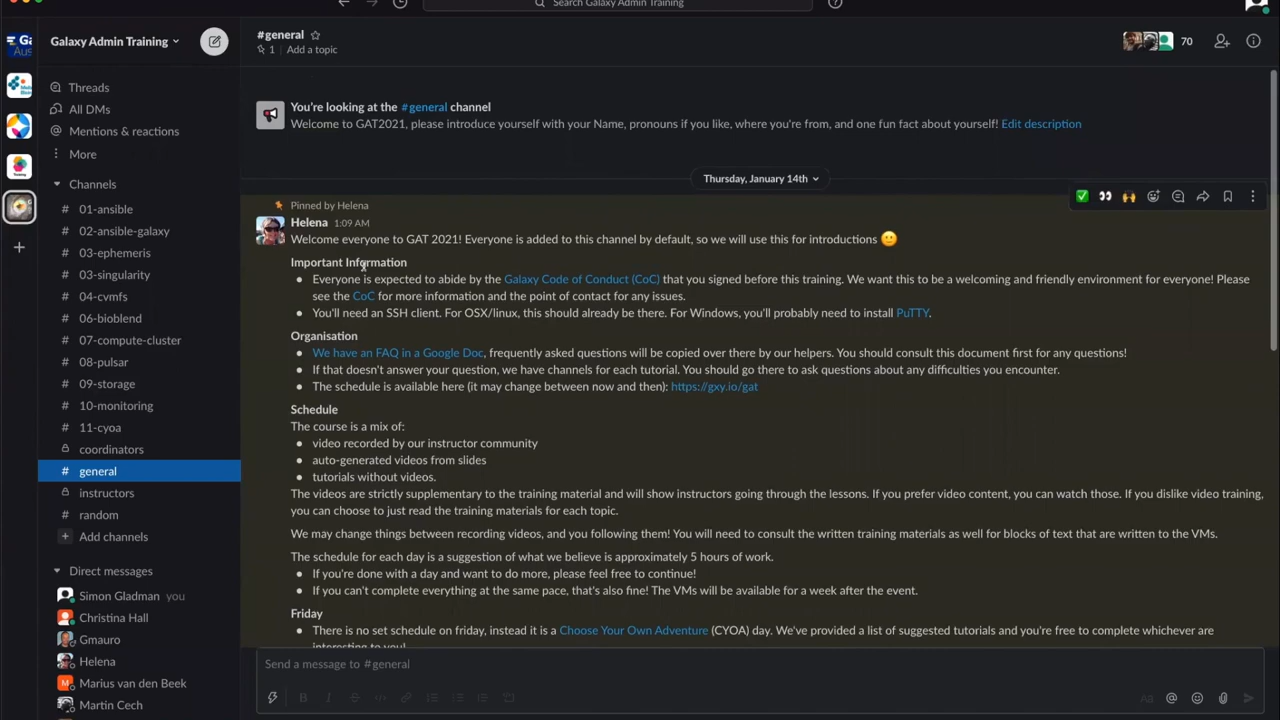 Search Galaxy Admin Training
Galaxy Admin Training
#general
1 Add a topic
70
Threads
All DMs
Mentions & reactions
More
Channels
# 01-ansible
# 02-ansible-galaxy
# 03-ephemeris
# 03-singularity
# 04-cvmfs
# 06-bioblend
# 07-compute-cluster
# 08-pulsar
# 09-storage
# 10-monitoring
# 11-cyoa
coordinators
# general
instructors
# random
+ Add channels
Direct messages
Simon Gladman you
Christina Hall
Gmauro
Helena
Marius van den Beek
Martin Cech
You're looking at the #general channel
Welcome to GAT2021, please introduce yourself with your Name, pronouns if you like, where you're from, and one fun fact about yourself! Edit description
Thursday, January 14th
Pinned by Helena
Helena 1:09 AM
Welcome everyone to GAT 2021! Everyone is added to this channel by default, so we will use this for introductions 🙂
Important Information
• Everyone is expected to abide by the Galaxy Code of Conduct (CoC) that you signed before this training. We want this to be a welcoming and friendly environment for everyone! Please
see the CoC for more information and the point of contact for any issues.
• You'll need an SSH client. For OSX/linux, this should already be there. For Windows, you'll probably need to install PuTTY.
Organisation
• We have an FAQ in a Google Doc, frequently asked questions will be copied over there by our helpers. You should consult this document first for any questions!
• If that doesn't answer your question, we have channels for each tutorial. You should go there to ask questions about any difficulties you encounter.
• The schedule is available here (it may change between now and then): https://gxy.io/gat
Schedule
The course is a mix of:
• video recorded by our instructor community
• auto-generated videos from slides
• tutorials without videos.
The videos are strictly supplementary to the training material and will show instructors going through the lessons. If you prefer video content, you can watch those. If you dislike video training,
you can choose to just read the training materials for each topic.
We may change things between recording videos, and you following them! You will need to consult the written training materials as well for blocks of text that are written to the VMs.
The schedule for each day is a suggestion of what we believe is approximately 5 hours of work.
• If you're done with a day and want to do more, please feel free to continue!
• If you can't complete everything at the same pace, that's also fine! The VMs will be available for a week after the event.
Friday
• There is no set schedule on friday, instead it is a Choose Your Own Adventure (CYOA) day. We've provided a list of suggested tutorials and you're free to complete whichever are
interesting to you!
Send a message to #general